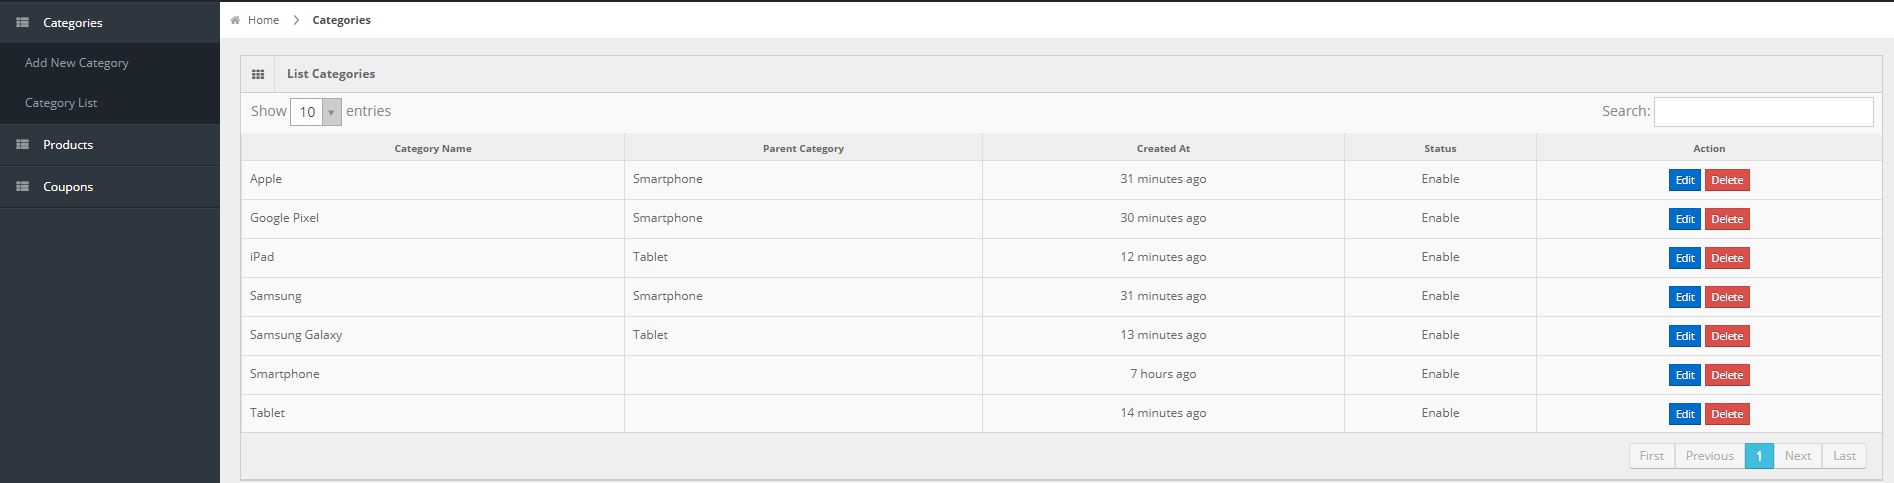 Categories
Add New Category
Category List
Products
Coupons
Home > Categories
List Categories
Show 10 entries Search:
Category Name Parent Category Created At Status Action
Apple Smartphone 31 minutes ago Enable Edit Delete
Google Pixel Smartphone 30 minutes ago Enable Edit Delete
iPad Tablet 12 minutes ago Enable Edit Delete
Samsung Smartphone 31 minutes ago Enable Edit Delete
Samsung Galaxy Tablet 13 minutes ago Enable Edit Delete
Smartphone 7 hours ago Enable Edit Delete
Tablet 14 minutes ago Enable Edit Delete
First Previous 1 Next Last